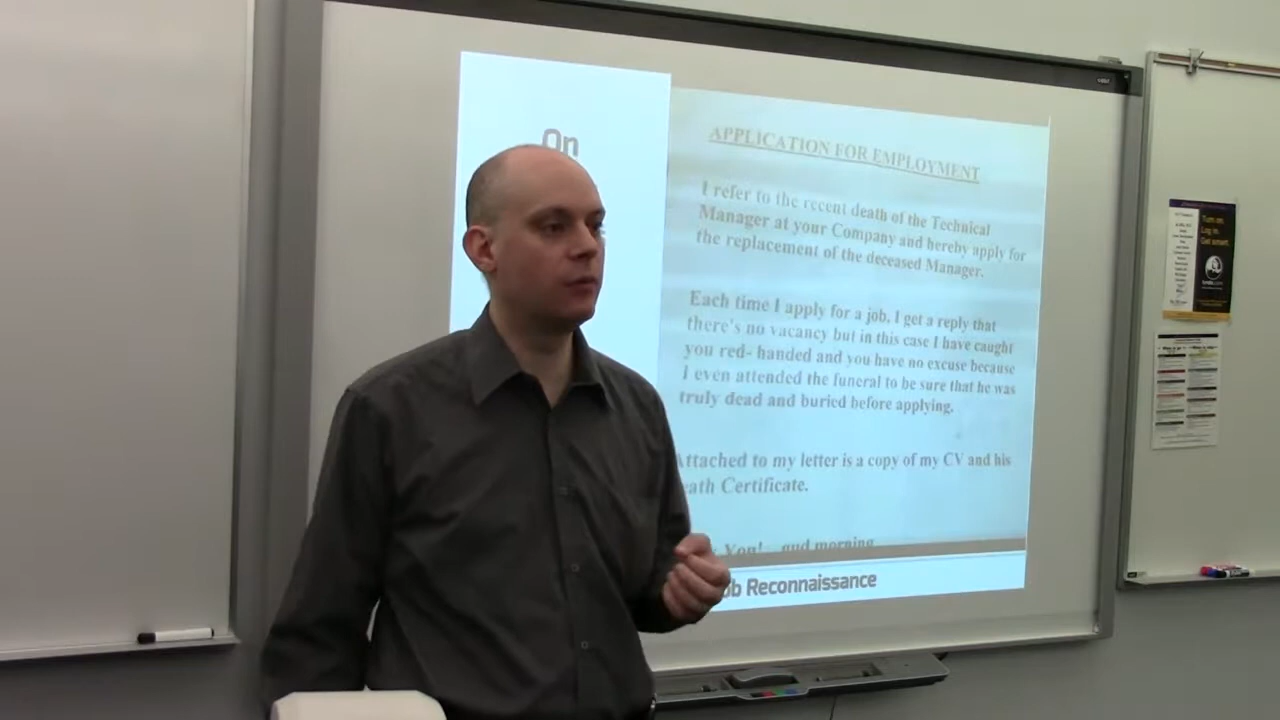 On
APPLICATION FOR EMPLOYMENT
I refer to the recent death of the Technical
Manager at your Company and hereby apply for
the replacement of the deceased Manager.
Each time I apply for a job, I get a reply that
there's no vacancy but in this case I have caught
you red- handed and you have no excuse because
I even attended the funeral to be sure that he was
truly dead and buried before applying.
Attached to my letter is a copy of my CV and his
ath Certificate.
You! gud morning
ob Reconnaissance
Turn on.
Log in.
Get smart.